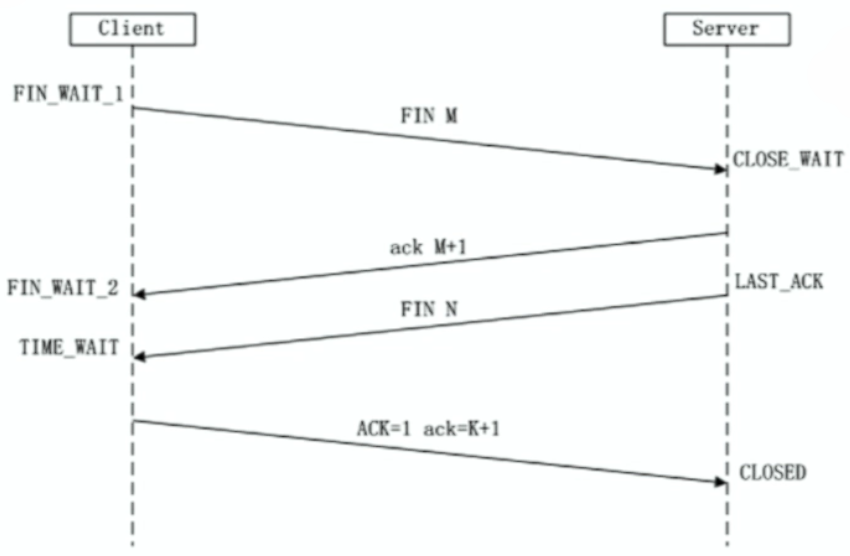 Client
Server
FIN_WAIT_1
FIN M
CLOSE_WAIT
ack M+1
FIN_WAIT_2
LAST_ACK
FIN N
TIME_WAIT
ACK=1 ack=K+1
CLOSED